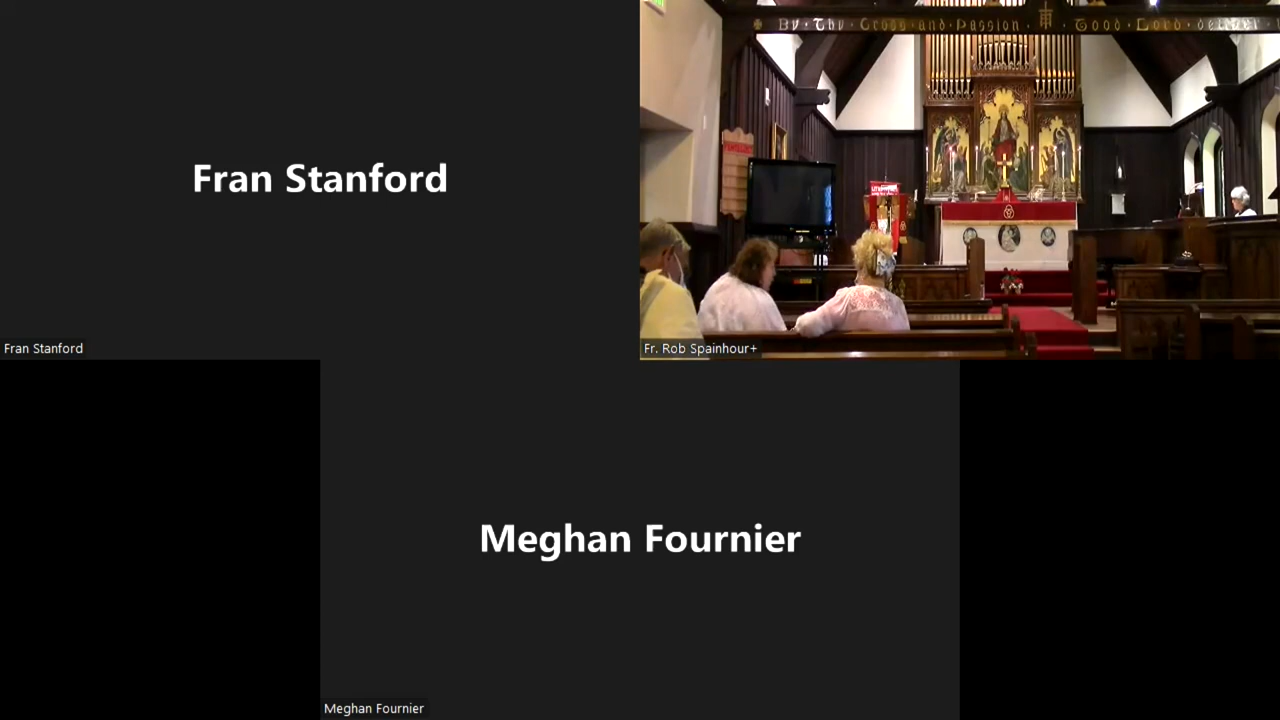 Fran Stanford
Fran Stanford
By · Thy · Cross · and · Passion · Good · Lord · deliver
Fr. Rob Spainhour+
Meghan Fournier
Meghan Fournier